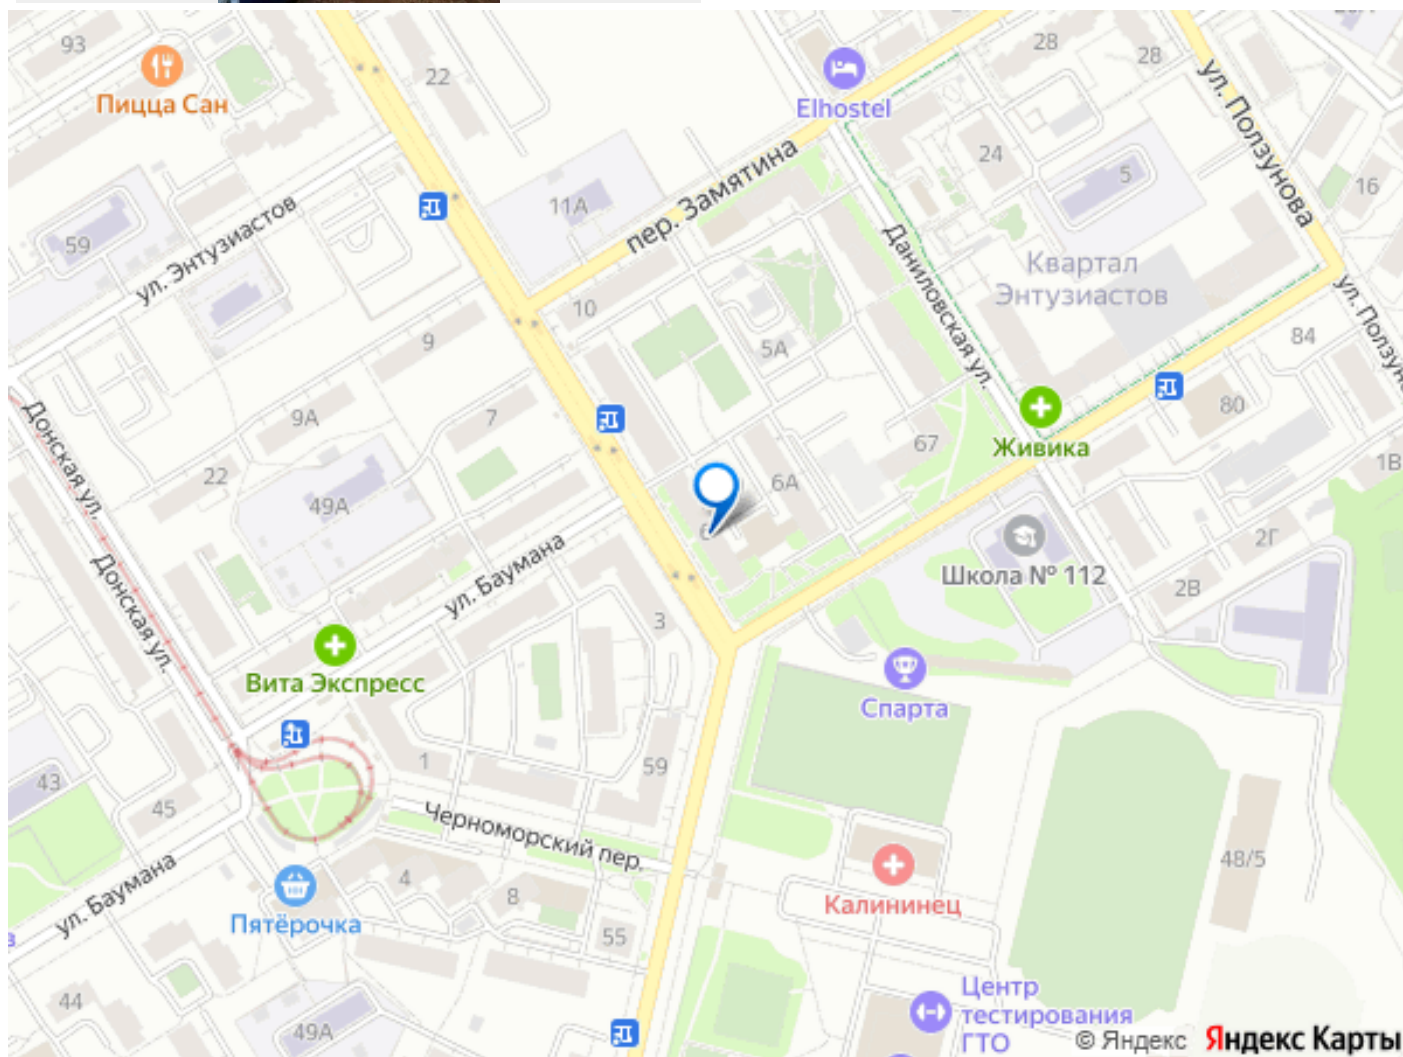 93
22
28
28
Пицца Сан
Elhostel
ул. Ползунова
24
5
16
пер. Замятина
11А
59
ул. Энтузиастов
Даниловская ул.
Квартал
Энтузиастов
10
9
5А
84
ул. Ползун
9А
7
80
Донская ул.
67
Живика
22
49А
6А
1В
6
2Г
ул. Баумана
Школа № 112
Донская ул.
2В
3
Вита Экспресс
Спарта
43
1
59
45
Черноморский пер.
48/5
ул. Баумана
4
8
Калининец
Пятёрочка
55
44
49А
Центр
тестирования
ГТО
© Яндекс Яндекс Карты